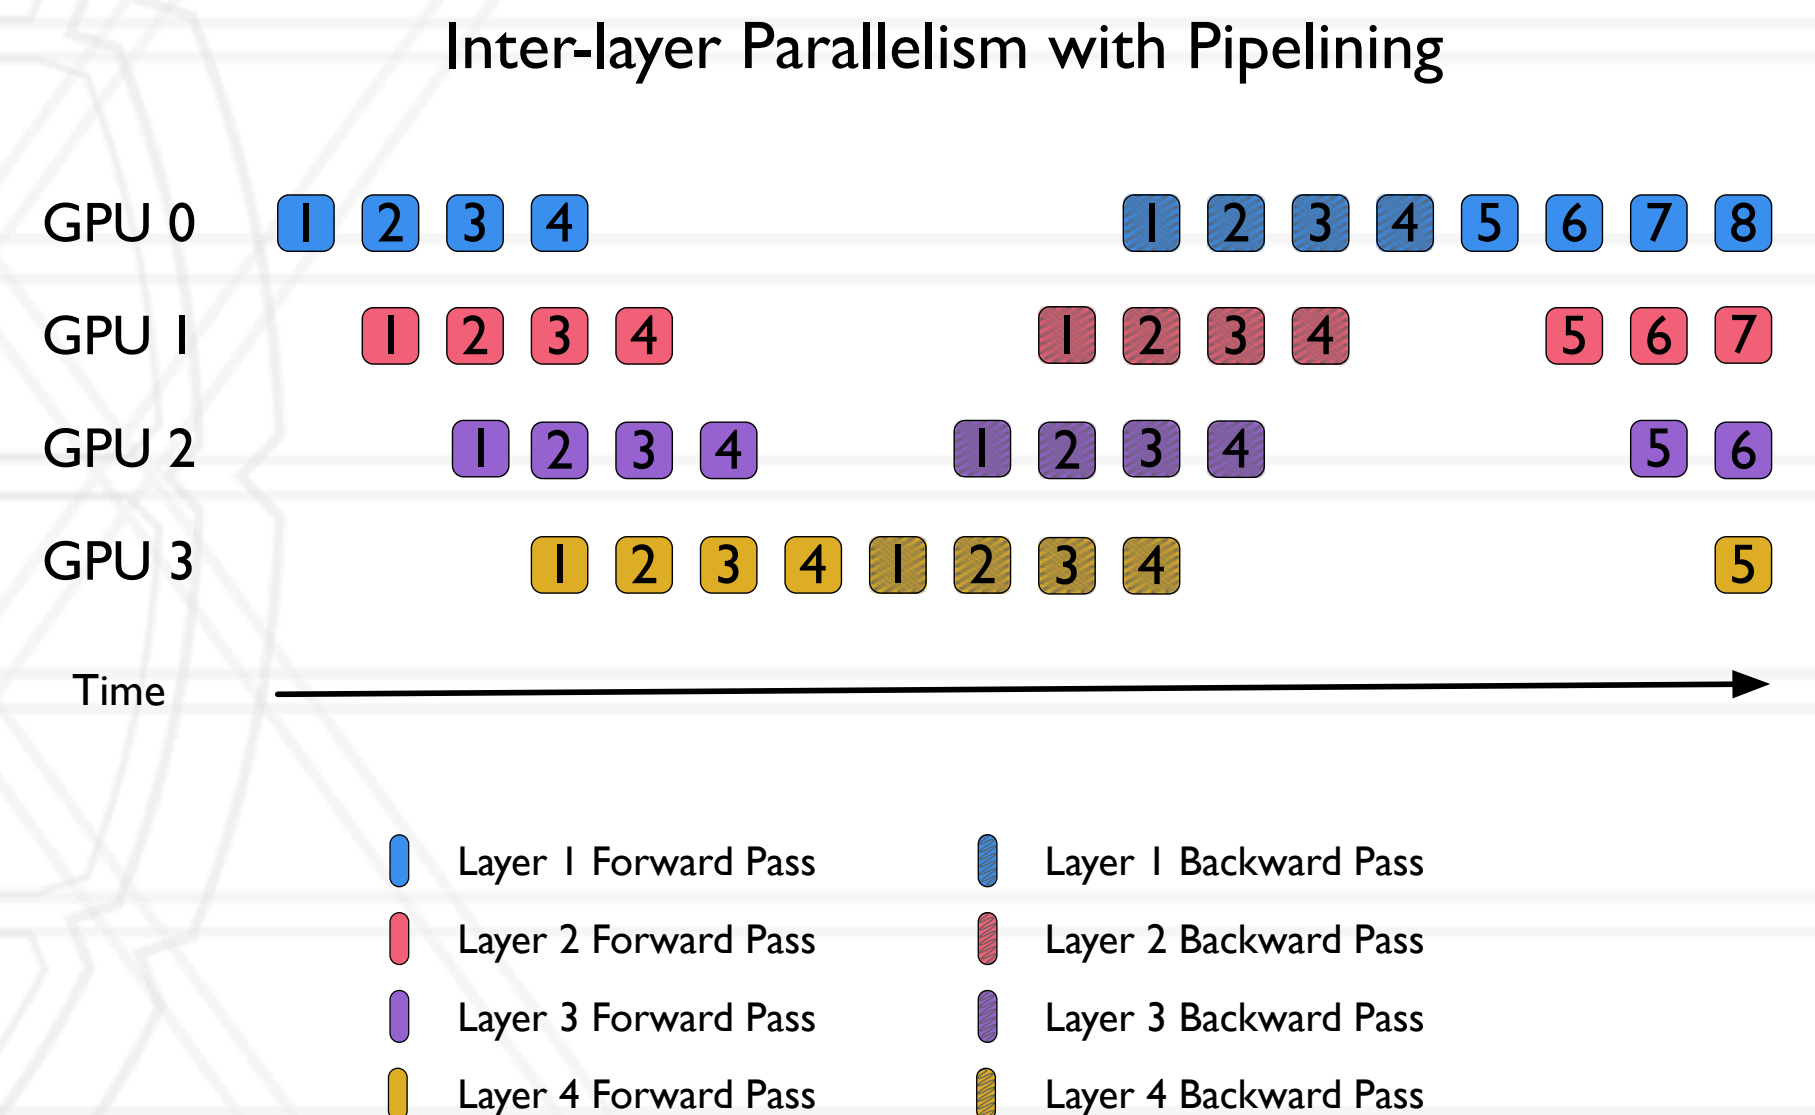 Inter-layer Parallelism with Pipelining
GPU 0 1 2 3 4 1 2 3 4 5 6 7 8
GPU 1 1 2 3 4 1 2 3 4 5 6 7
GPU 2 1 2 3 4 1 2 3 4 5 6
GPU 3 1 2 3 4 1 2 3 4 5
Time
Layer 1 Forward Pass Layer 1 Backward Pass
Layer 2 Forward Pass Layer 2 Backward Pass
Layer 3 Forward Pass Layer 3 Backward Pass
Layer 4 Forward Pass Layer 4 Backward Pass